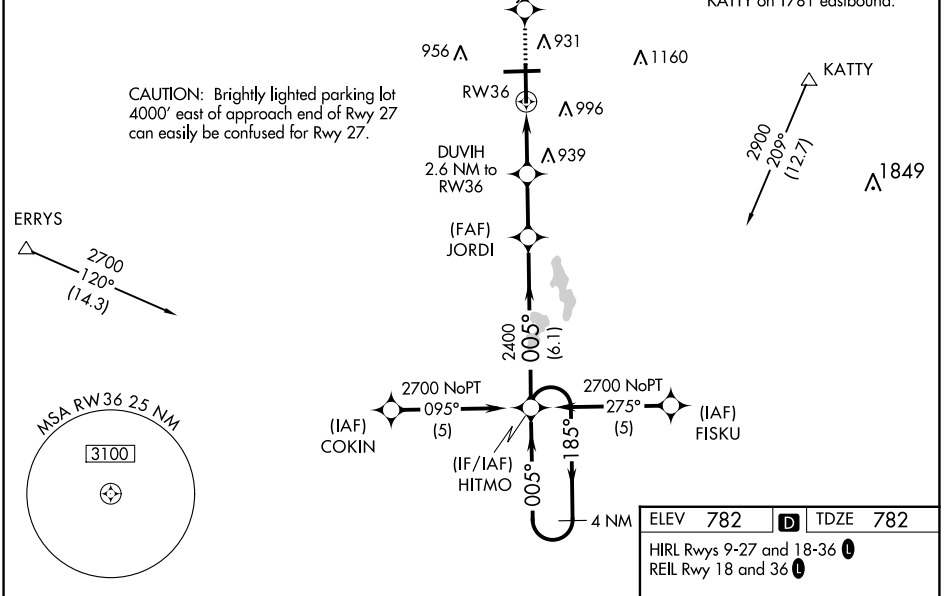 KATTY on T781 eastbound.
956
931
1160
KATTY
RW36
996
CAUTION: Brightly lighted parking lot
4000' east of approach end of Rwy 27
can easily be confused for Rwy 27.
2900
209°
(12.7)
DUVIH
2.6 NM to
RW36
939
1849
ERRYS
(FAF)
JORDI
2700
120°
(14.3)
2400
005°
(6.1)
2700 NoPT
095°
(5)
2700 NoPT
275°
(5)
(IAF)
COKIN
(IAF)
FISKU
MSA RW36 25 NM
3100
(IF/IAF)
HITMO
005°
185°
4 NM
ELEV 782 D TDZE 782
HIRL Rwys 9-27 and 18-36 L
REIL Rwy 18 and 36 L